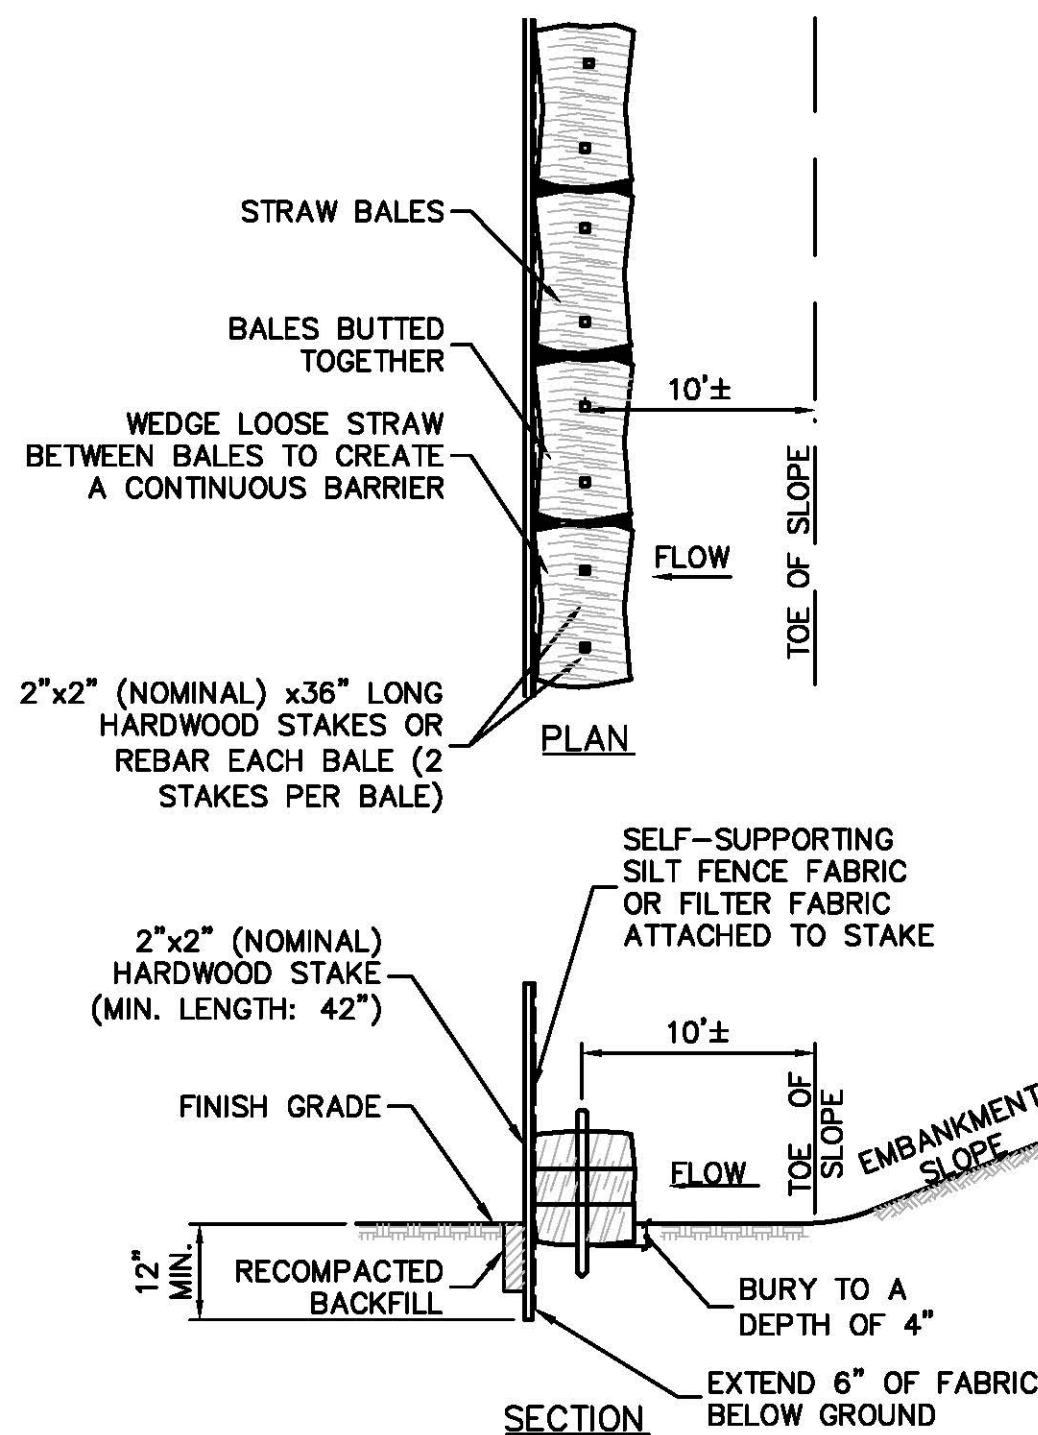 STRAW BALES
BALES BUTTED
TOGETHER
10'±
WEDGE LOOSE STRAW
BETWEEN BALES TO CREATE
A CONTINUOUS BARRIER
TOE OF SLOPE
FLOW
2"x2" (NOMINAL) x36" LONG
HARDWOOD STAKES OR
REBAR EACH BALE (2
STAKES PER BALE)
PLAN
SELF-SUPPORTING
SILT FENCE FABRIC
OR FILTER FABRIC
ATTACHED TO STAKE
2"x2" (NOMINAL)
HARDWOOD STAKE
(MIN. LENGTH: 42")
10'±
FINISH GRADE
TOE OF
SLOPE
EMBANKMENT
SLOPE
FLOW
12"
MIN.
RECOMPACTED
BACKFILL
BURY TO A
DEPTH OF 4"
EXTEND 6" OF FABRIC
BELOW GROUND
SECTION